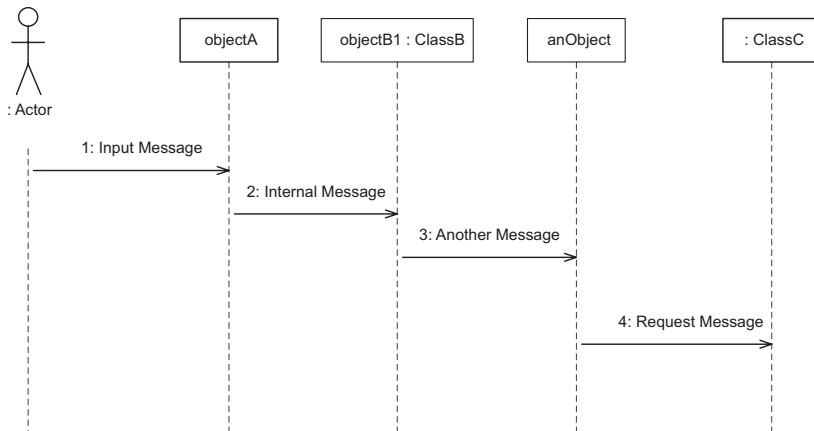 objectA
objectB1 : ClassB
anObject
: ClassC
: Actor
1: Input Message
2: Internal Message
3: Another Message
4: Request Message